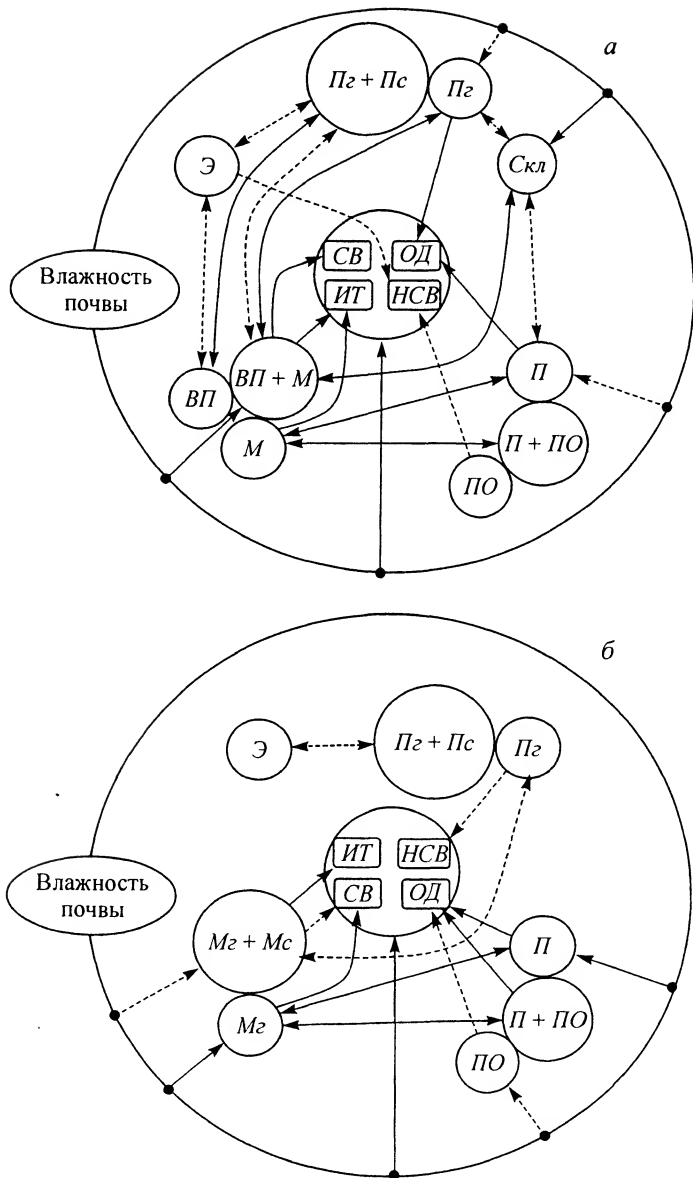 а
Пг + Пс
Пг
Э
Скл
СВ
ОД
ИТ
НСВ
Влажность
почвы
ВП + М
ВП
М
П
П + ПО
ПО
б
Э
Пг + Пс
Пг
ИТ
НСВ
СВ
ОД
Влажность
почвы
Мг + Мс
Мг
П
П + ПО
ПО